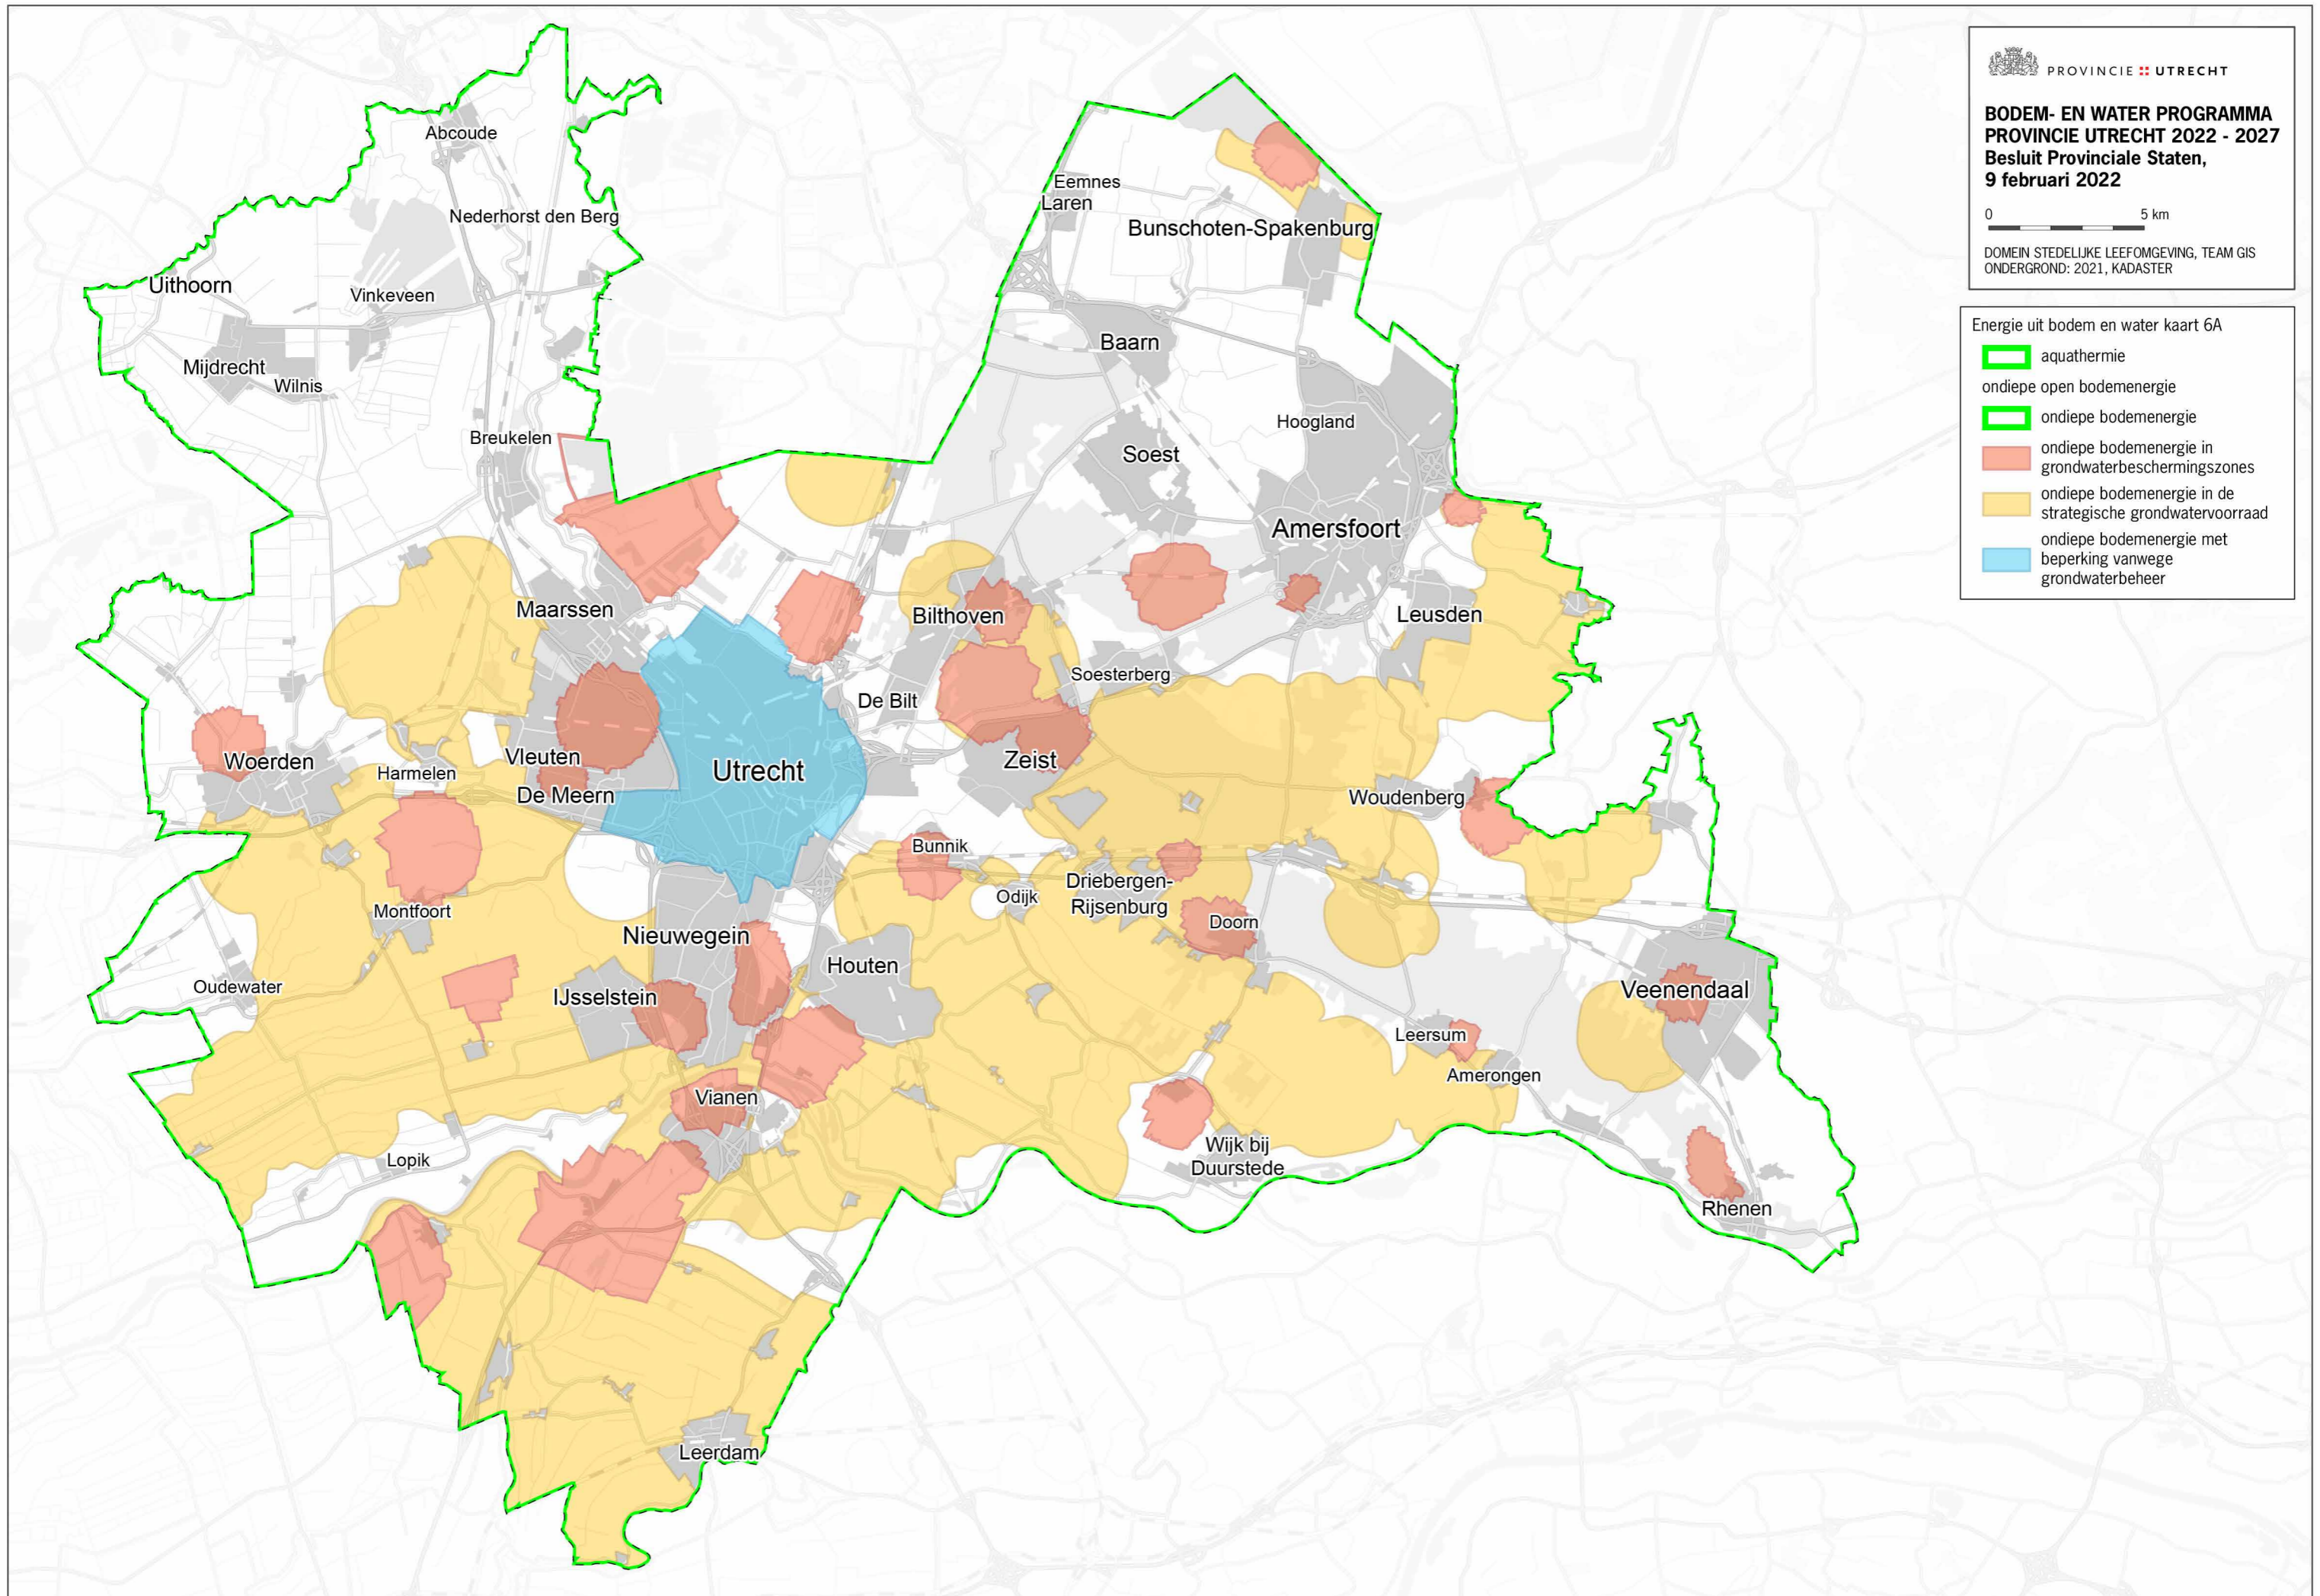 PROVINCIE UTRECHT
BODEM- EN WATER PROGRAMMA
PROVINCIE UTRECHT 2022 - 2027
Besluit Provinciale Staten,
9 februari 2022
0 5 km
DOMEIN STEDELIJKE LEEFOMGEVING, TEAM GIS
ONDERGROND: 2021, KADASTER
Energie uit bodem en water kaart 6A
aquathermie
ondiepe open bodemenergie
ondiepe bodemenergie
ondiepe bodemenergie in
grondwaterbeschermingszones
ondiepe bodemenergie in de
strategische grondwatervoorraad
ondiepe bodemenergie met
beperking vanwege
grondwaterbeheer
Abcoude
Nederhorst den Berg
Eemnes
Laren
Bunschoten-Spakenburg
Uithoorn
Vinkeveen
Baarn
Mijdrecht
Wilnis
Hoogland
Breukelen
Soest
Amersfoort
Maarssen
Bilthoven
Leusden
Soesterberg
De Bilt
Vleuten
Woerden
Harmelen
Utrecht
Zeist
De Meern
Woudenberg
Bunnik
Driebergen-
Rijsenburg
Odijk
Montfoort
Doorn
Nieuwegein
Houten
Oudewater
IJsselstein
Veenendaal
Leersum
Amerongen
Vianen
Wijk bij
Duurstede
Lopik
Rhenen
Leerdam